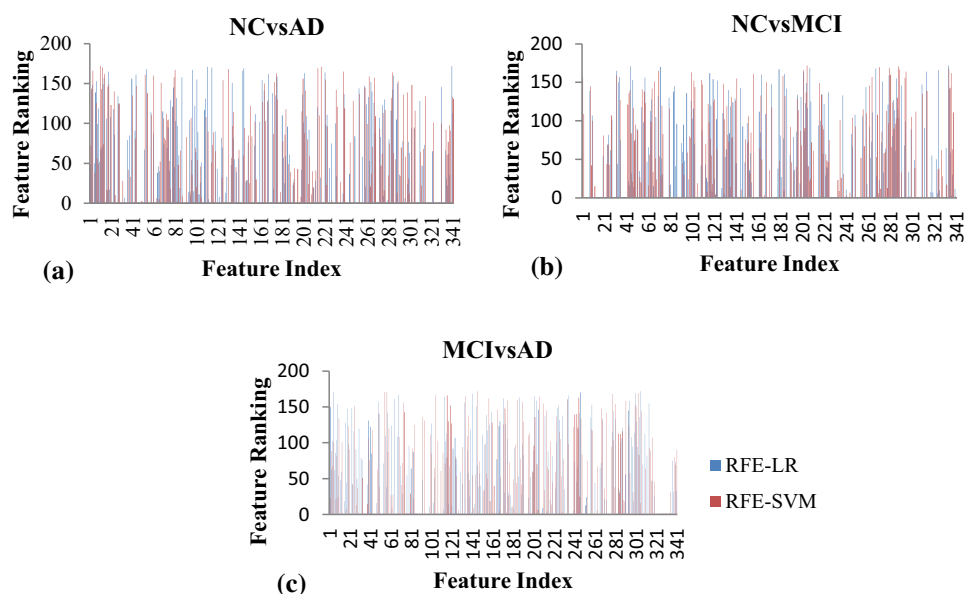 NCvsAD
Feature Ranking
200
150
100
50
0
1 21 41 61 81 101 121 141 161 181 201 221 241 261 281 301 321 341
(a)
Feature Index
NCvsMCI
Feature Ranking
200
150
100
50
0
1 21 41 61 81 101 121 141 161 181 201 221 241 261 281 301 321 341
(b)
Feature Index
MCIvsAD
Feature Ranking
200
150
100
50
0
1 21 41 61 81 101 121 141 161 181 201 221 241 261 281 301 321 341
(c)
Feature Index
RFE-LR
RFE-SVM